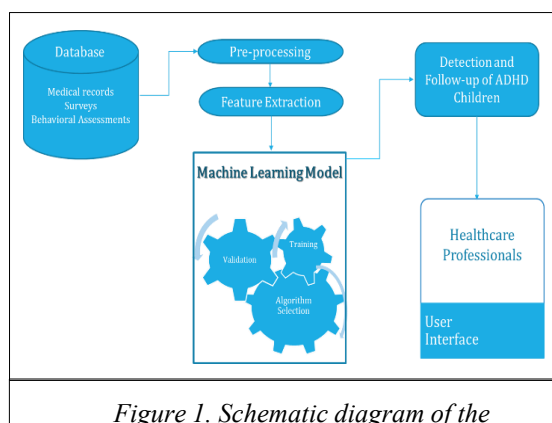 Database
Medical records
Surveys
Behavioral Assessments
Pre-processing
Feature Extraction
Machine Learning Model
Validation
Training
Algorithm
Selection
Detection and
Follow-up of ADHD
Children
Healthcare
Professionals
User
Interface
Figure 1. Schematic diagram of the